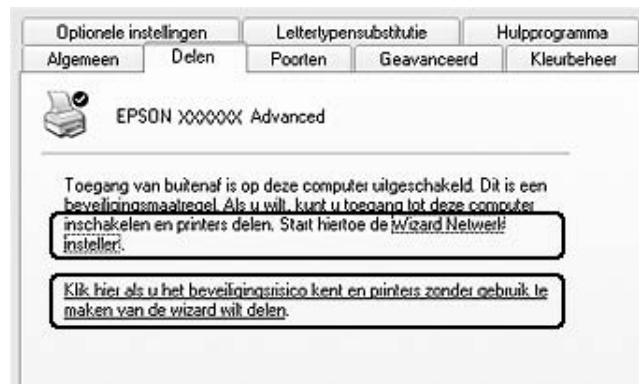 Optionele instellingen Lettertypensubstitutie Hulpprogramma
Algemeen Delen Poorten Geavanceerd Kleurbeheer
EPSON XXXXXX Advanced
Toegang van buitenaf is op deze computer uitgeschakeld. Dit is een
beveiligingsmaatregel. Als u wilt, kunt u toegang tot deze computer
inschakelen en printers delen. Start hiertoe de Wizard Netwerk
instellen.
Klik hier als u het beveiligingsrisico kent en printers zonder gebruik te
maken van de wizard wilt delen.